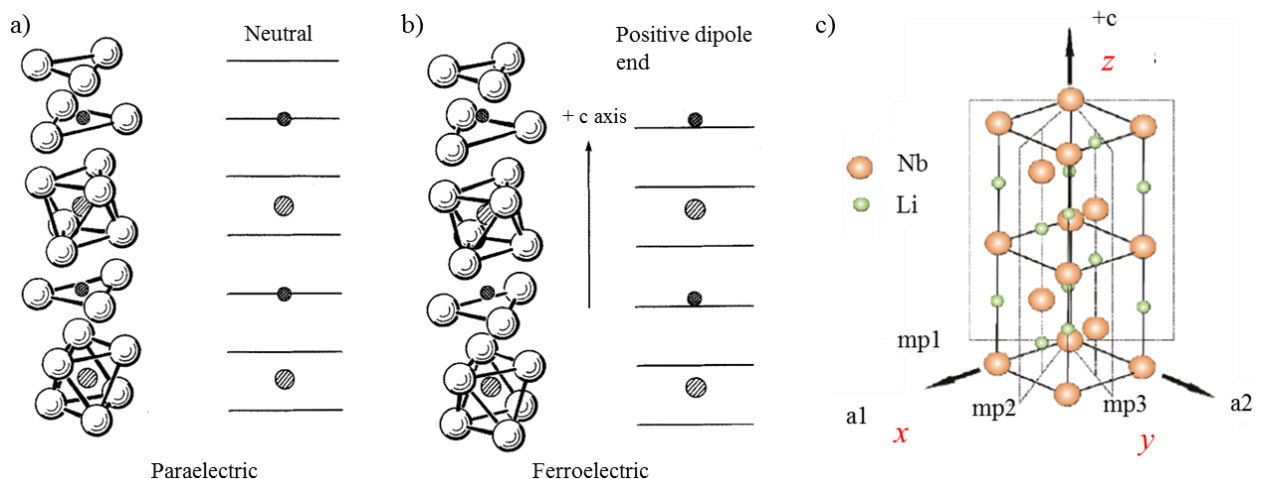 a)
Neutral
Paraelectric
b)
Positive dipole
end
+ c axis
Ferroelectric
c)
+c
z
Nb
Li
mp1
mp2
mp3
a1
x
y
a2